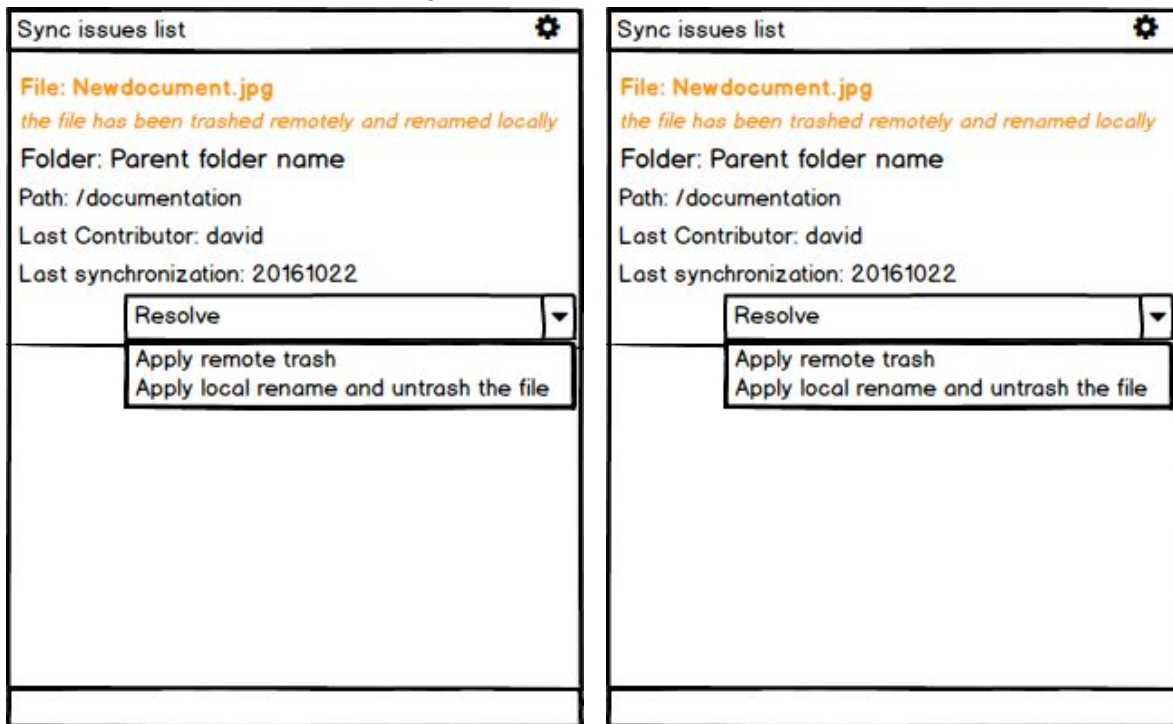 Sync issues list
File: Newdocument.jpg
the file has been trashed remotely and renamed locally
Folder: Parent folder name
Path: /documentation
Last Contributor: david
Last synchronization: 20161022
Resolve
Apply remote trash
Apply local rename and untrash the file
Sync issues list
File: Newdocument.jpg
the file has been trashed remotely and renamed locally
Folder: Parent folder name
Path: /documentation
Last Contributor: david
Last synchronization: 20161022
Resolve
Apply remote trash
Apply local rename and untrash the file